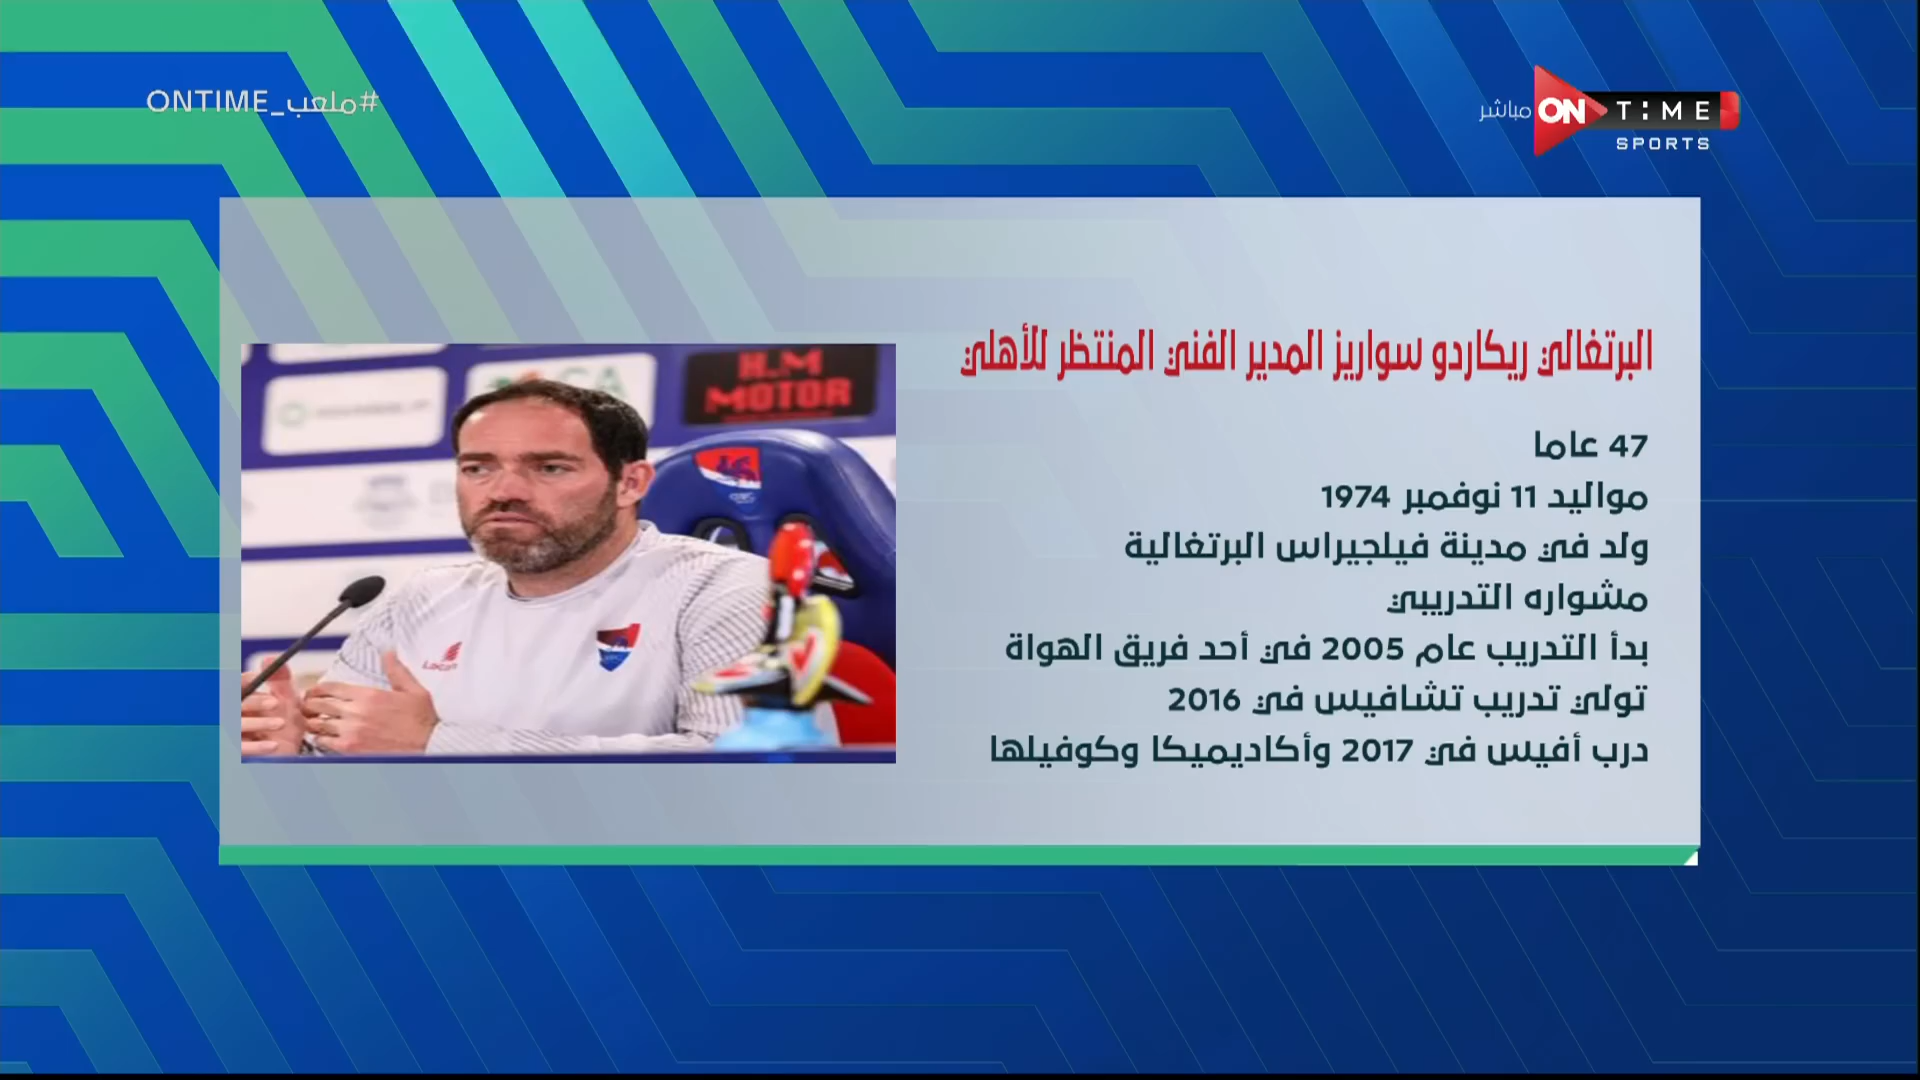 #ملعب_ONTIME
مباشر ON TIME
SPORTS
البرتغالي ريكاردو سواريز المدير الفني المنتظر للأهلي
47 عاما
مواليد 11 نوفمبر 1974
ولد في مدينة فيلجيراس البرتغالية
مشواره التدريبي
بدأ التدريب عام 2005 في أحد فريق الهواة
تولي تدريب تشافيس في 2016
درب أفيس في 2017 وأكاديميكا وكوفيلها
H.M
MOTOR
Lacatoni